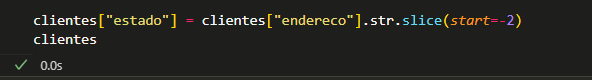 clientes["estado"] = clientes["endereco"].str.slice(start=-2)
clientes
0.0s